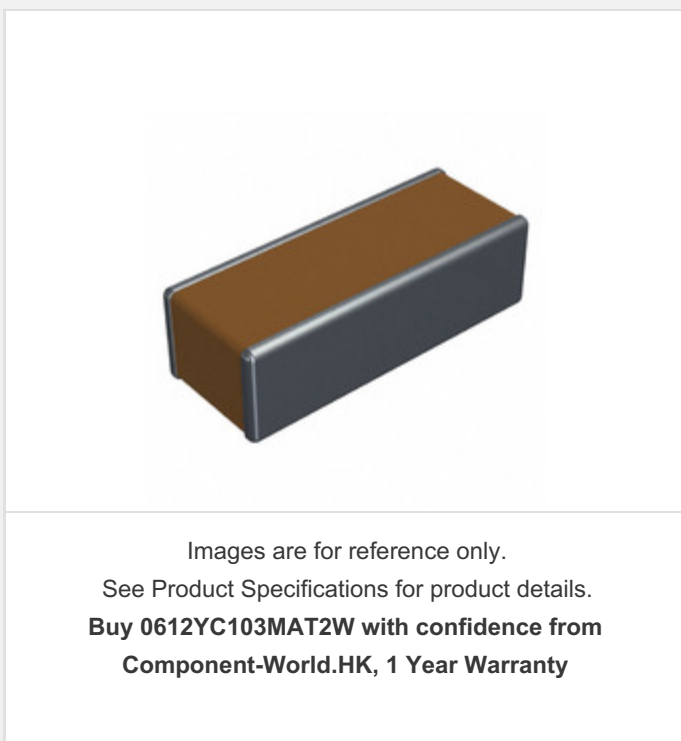 Images are for reference only.
See Product Specifications for product details.
Buy 0612YC103MAT2W with confidence from
Component-World.HK, 1 Year Warranty